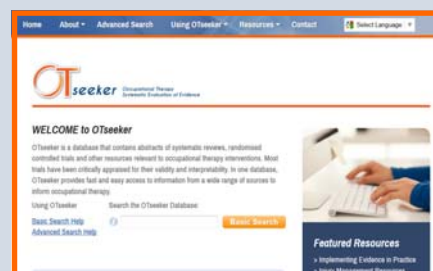 Home About Advanced Search Using OTseeker Resources Contact Select Language
OTseeker Occupational Therapy
Systematic Evaluation of Evidence
WELCOME to OTseeker
OTseeker is a database that contains abstracts of systematic reviews, randomised
controlled trials and other resources relevant to occupational therapy interventions. Most
trials have been critically appraised for their validity and interpretability. In one database,
OTseeker provides fast and easy access to information from a wide range of sources to
inform occupational therapy.
Using OTseeker Search the OTseeker Database:
Basic Search Help Basic Search
Advanced Search Help
Featured Resources
» Implementing Evidence in Practice